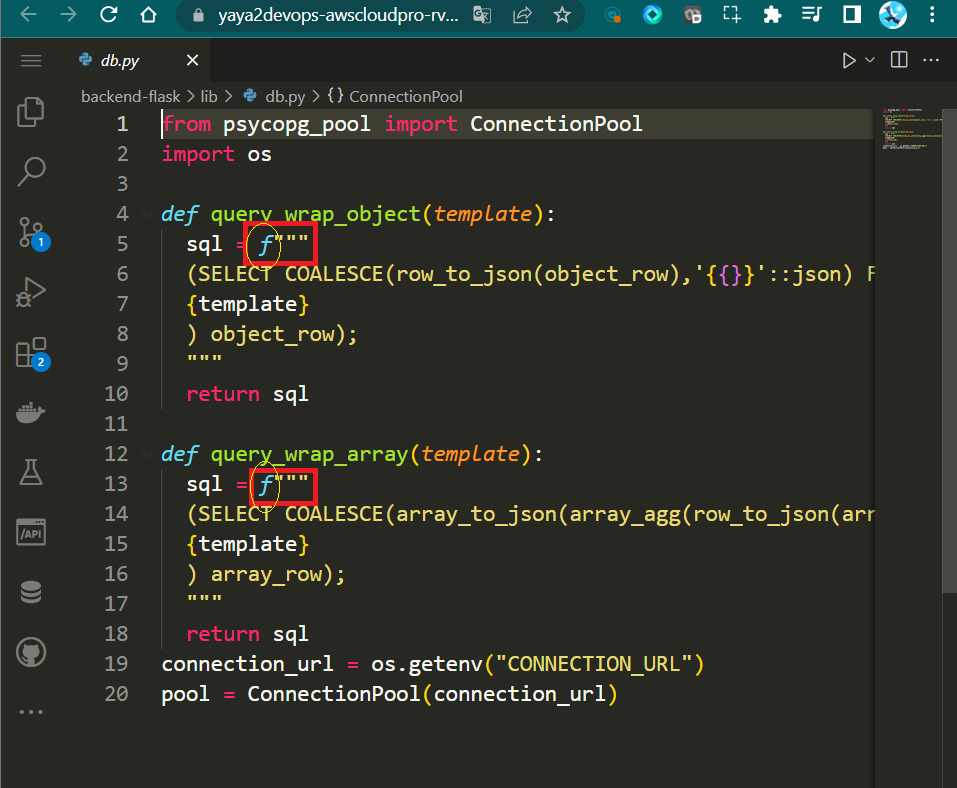 yaya2devops-awscloudpro-rv...
db.py
backend-flask > lib > db.py > {} ConnectionPool
1 from psycopg_pool import ConnectionPool
2 import os
3
4 def query_wrap_object(template):
5 sql = f"""
6 (SELECT COALESCE(row_to_json(object_row),'{{}}'::json) F
7 {template}
8 ) object_row);
9 """
10 return sql
11
12 def query_wrap_array(template):
13 sql = f"""
14 (SELECT COALESCE(array_to_json(array_agg(row_to_json(arr
15 {template}
16 ) array_row);
17 """
18 return sql
19 connection_url = os.getenv("CONNECTION_URL")
20 pool = ConnectionPool(connection_url)
1
2
/API